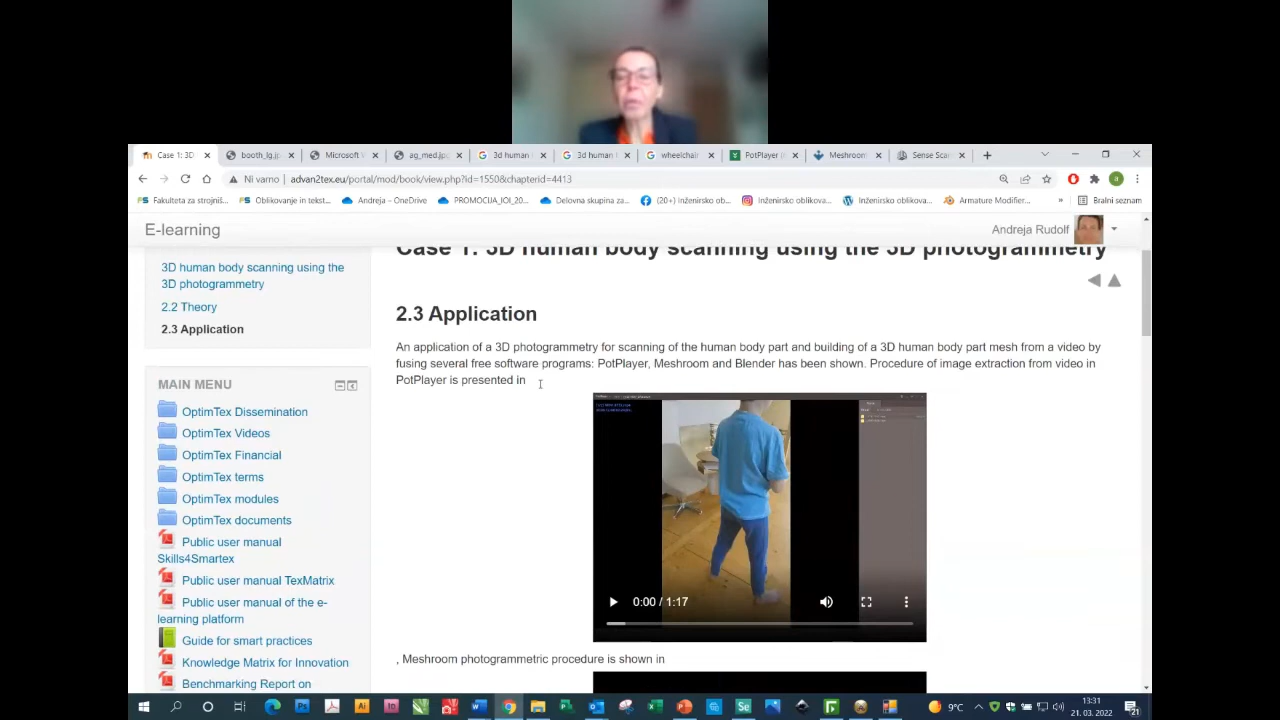 Case 1: 3D
booth_lg.jp
Microsoft
ag_med.jp
3d human
3d human
wheelchair
PotPlayer
Meshroom
Sense Sca
Ni varno
advan2tex.eu/portal/mod/book/view.php?id=1550&chapterid=4413
Fakulteta za strojniš...
Oblikovanje in tekst...
Andreja – OneDrive
PROMOCIJA_IOI_20...
Delovna skupina za...
(20+) Inženirsko ob...
Inženirsko oblikova...
Inženirsko oblikova...
Armature Modifier...
»
Bralni seznam
E-learning
Andreja Rudolf
3D human body scanning using the
3D photogrammetry
2.2 Theory
2.3 Application
MAIN MENU
OptimTex Dissemination
OptimTex Videos
OptimTex Financial
OptimTex terms
OptimTex modules
OptimTex documents
Public user manual
Skills4Smartex
Public user manual TexMatrix
Public user manual of the e-
learning platform
Guide for smart practices
Knowledge Matrix for Innovation
Benchmarking Report on
Case 1: 3D human body scanning using the 3D photogrammetry
2.3 Application
An application of a 3D photogrammetry for scanning of the human body part and building of a 3D human body part mesh from a video by
fusing several free software programs: PotPlayer, Meshroom and Blender has been shown. Procedure of image extraction from video in
PotPlayer is presented in
0:00 / 1:17
, Meshroom photogrammetric procedure is shown in
9°C
13:31
21. 03. 2022
21